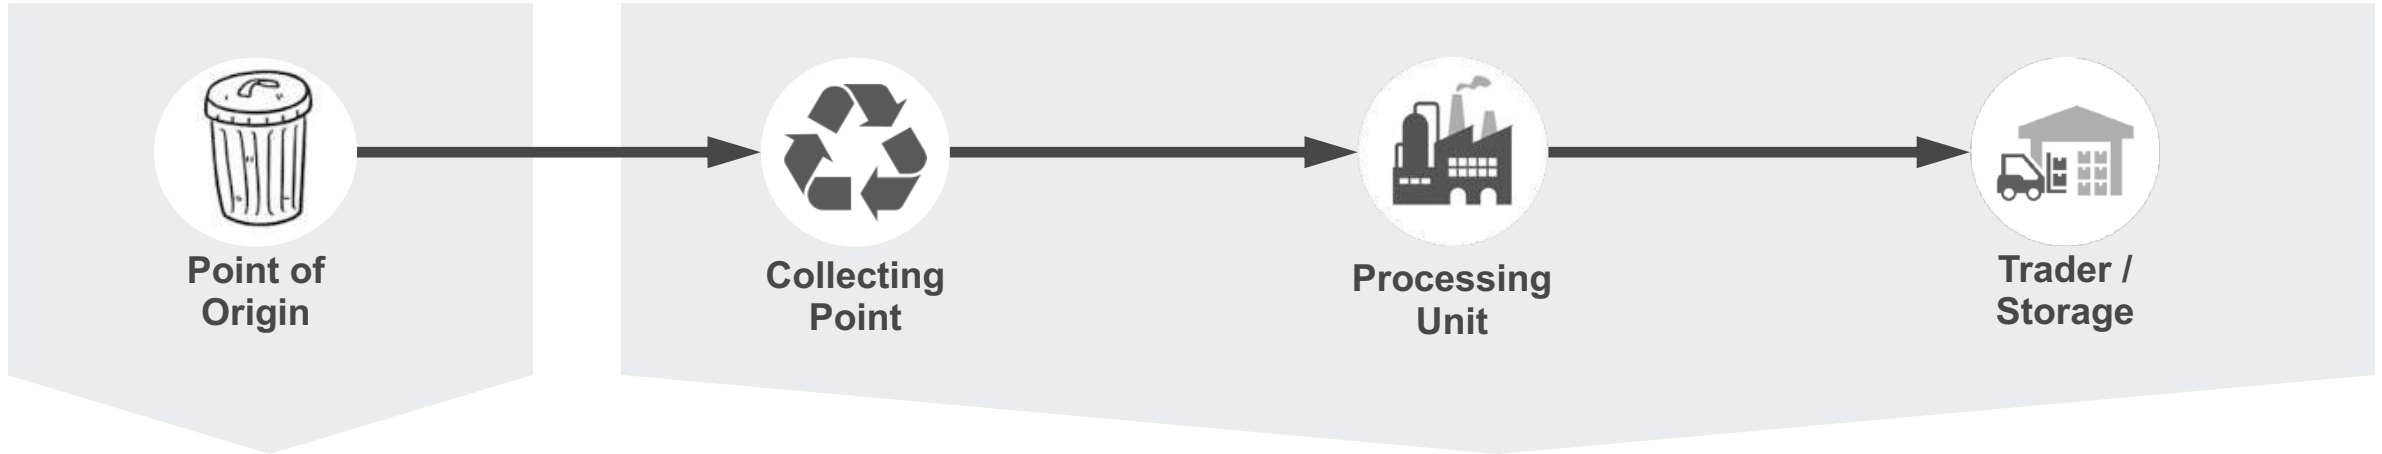 Point of
Origin
Collecting
Point
Processing
Unit
Trader /
Storage